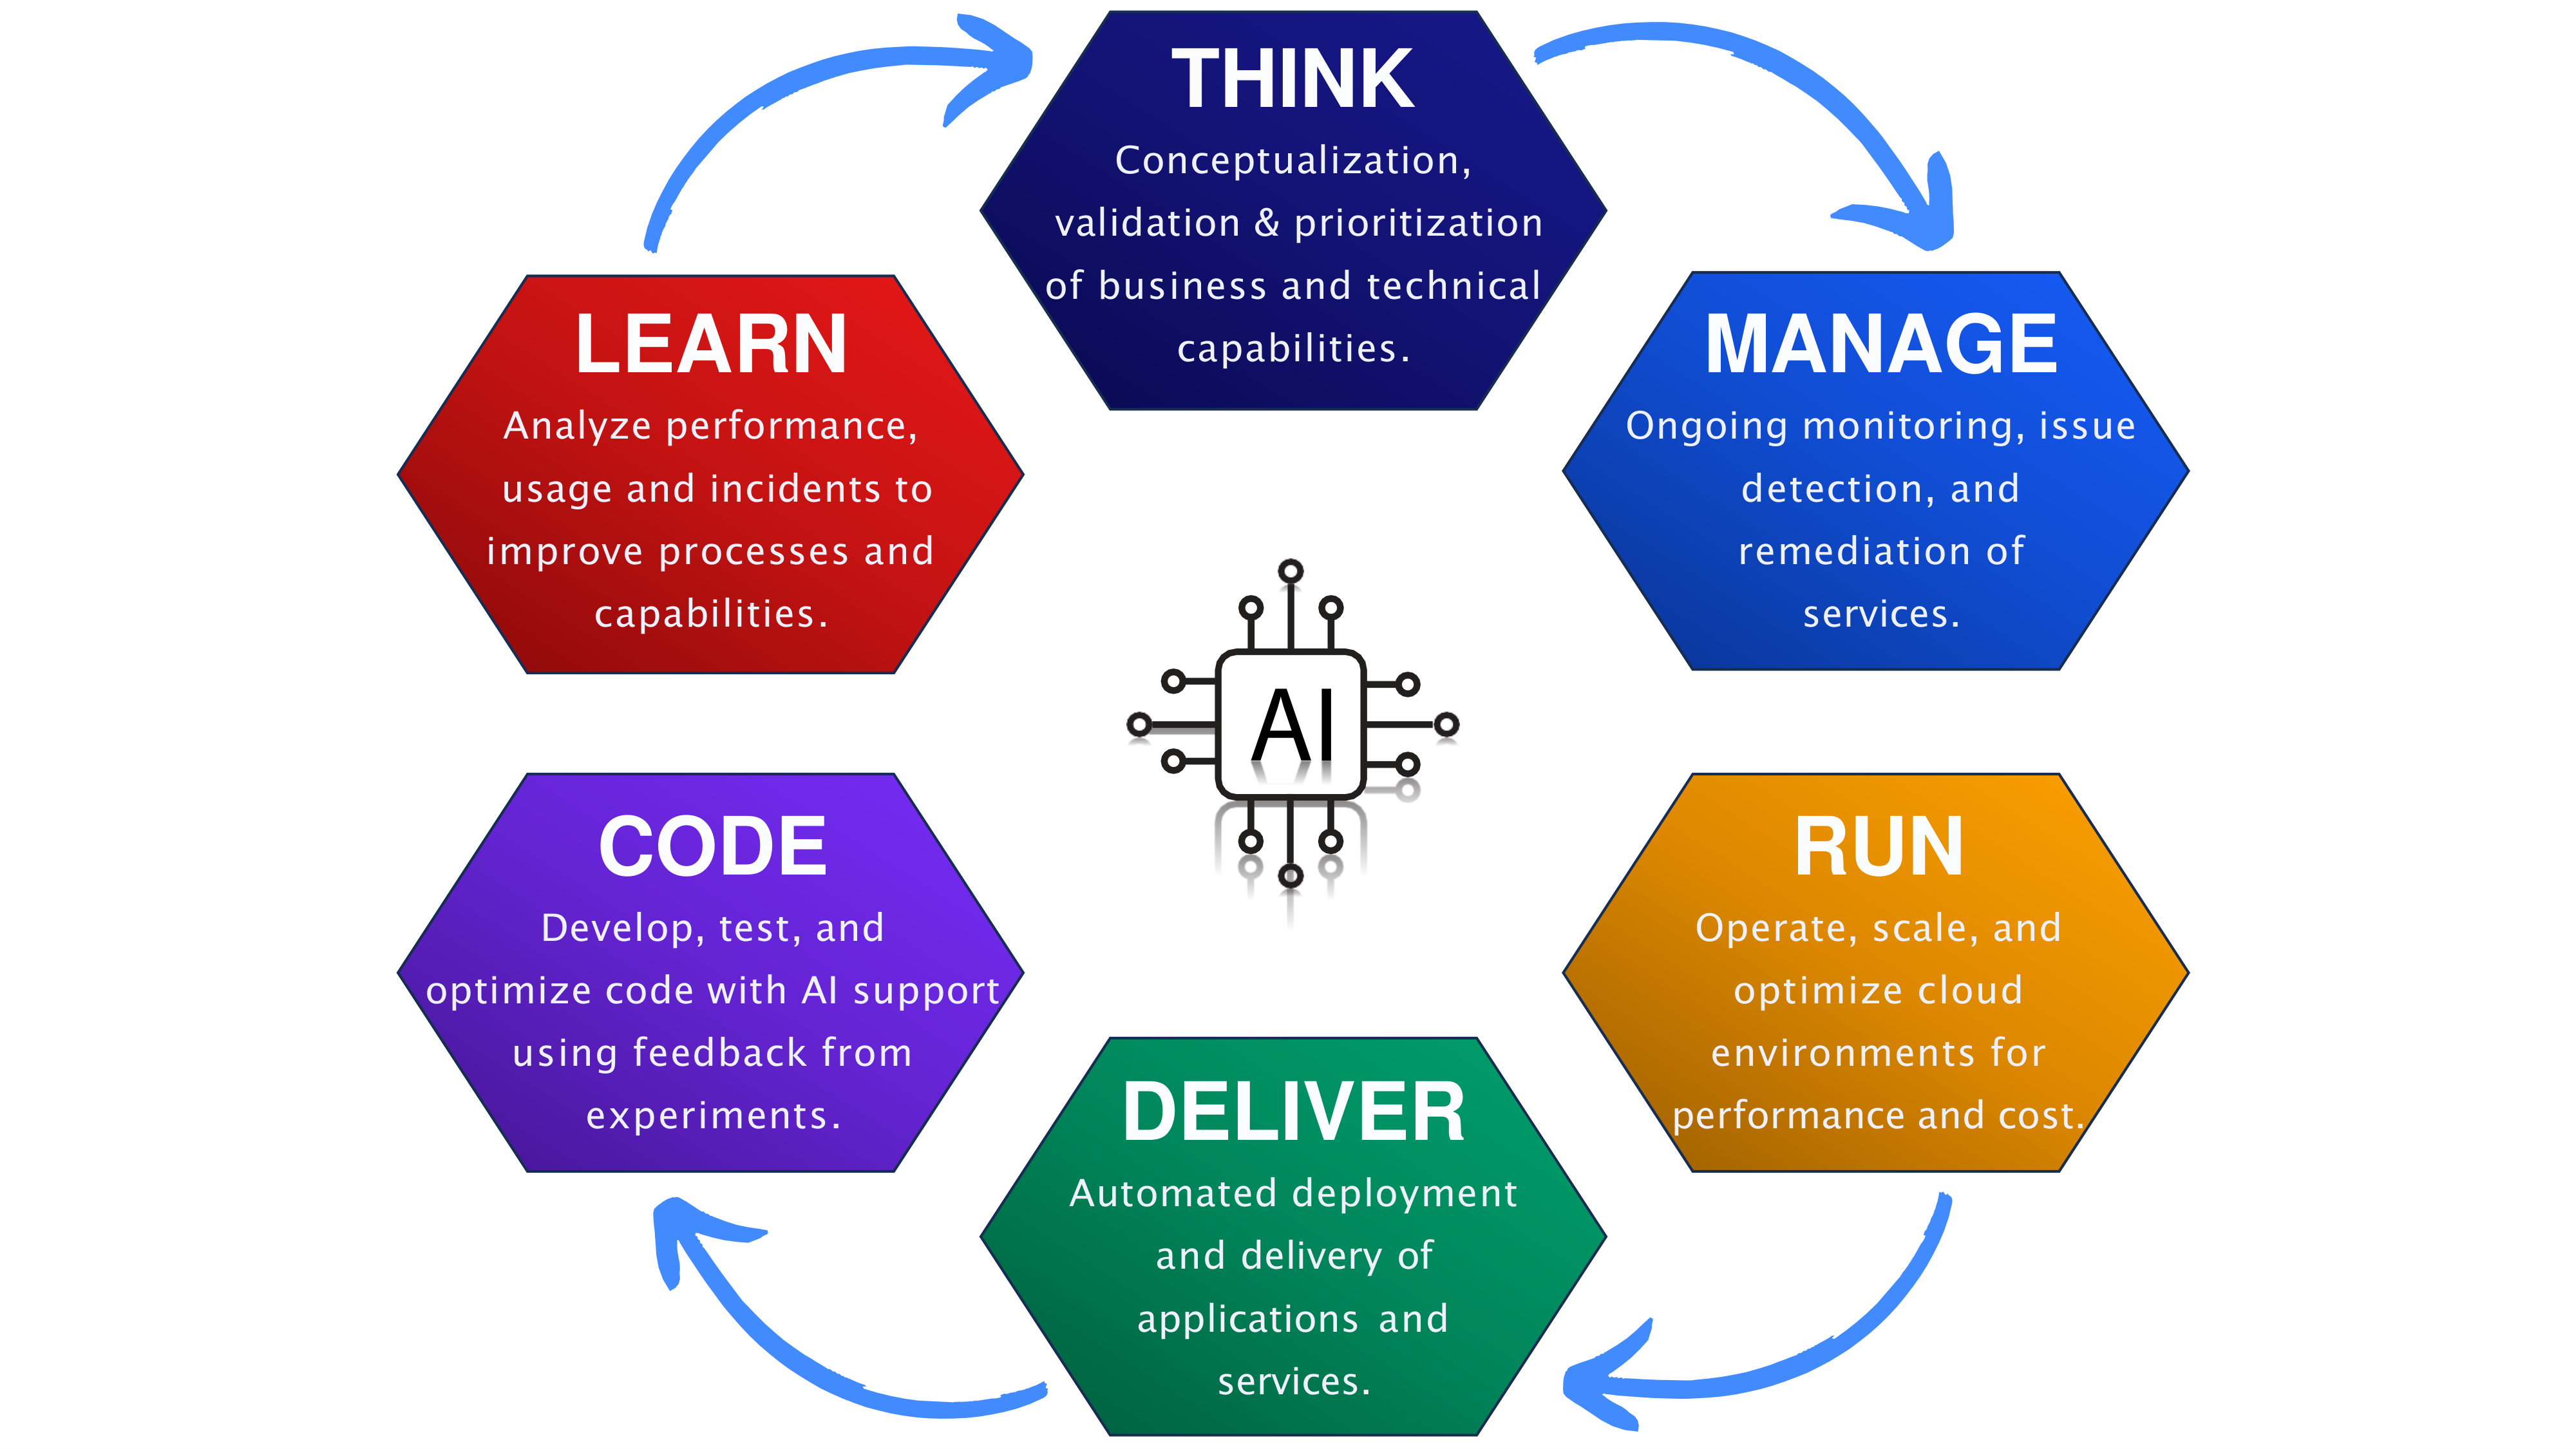 THINK
Conceptualization,
validation & prioritization
of business and technical
capabilities.
MANAGE
Ongoing monitoring, issue
detection, and
remediation of
services.
RUN
Operate, scale, and
optimize cloud
environments for
performance and cost.
DELIVER
Automated deployment
and delivery of
applications and
services.
CODE
Develop, test, and
optimize code with AI support
using feedback from
experiments.
LEARN
Analyze performance,
usage and incidents to
improve processes and
capabilities.
AI